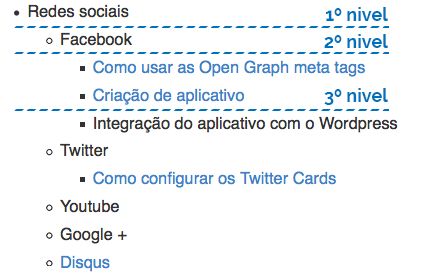 Redes sociais 1º nivel
Facebook 2º nivel
Como usar as Open Graph meta tags
Criação de aplicativo 3º nivel
Integração do aplicativo com o Wordpress
Twitter
Como configurar os Twitter Cards
Youtube
Google +
Disqus